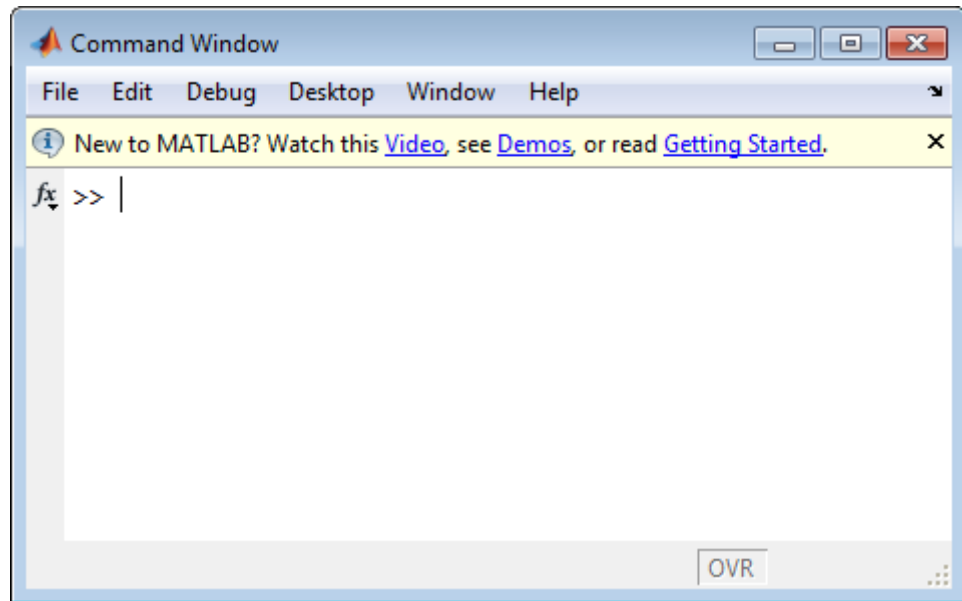 Command Window
File Edit Debug Desktop Window Help
New to MATLAB? Watch this Video, see Demos, or read Getting Started.
fx >>
OVR